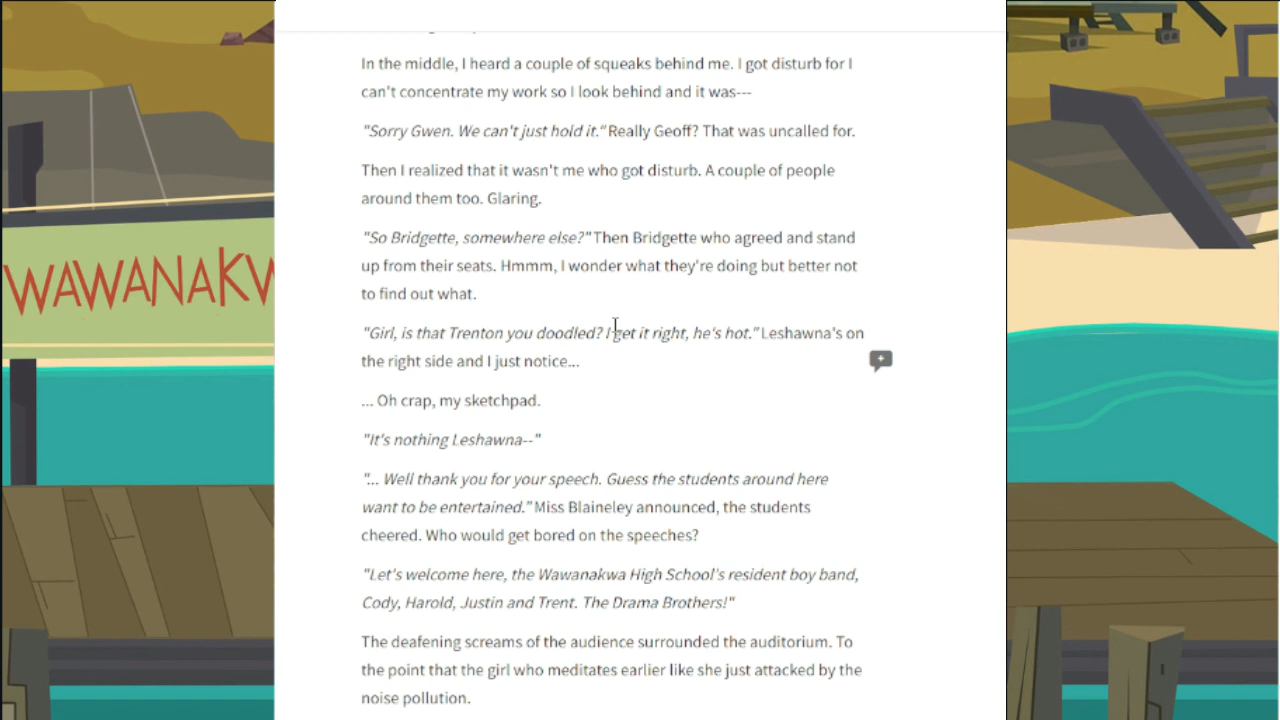 In the middle, I heard a couple of squeaks behind me. I got disturb for I
can't concentrate my work so I look behind and it was---
"Sorry Gwen. We can't just hold it." Really Geoff? That was uncalled for.
Then I realized that it wasn't me who got disturb. A couple of people
around them too. Glaring.
"So Bridgette, somewhere else?" Then Bridgette who agreed and stand
up from their seats. Hmmm, I wonder what they're doing but better not
to find out what.
"Girl, is that Trenton you doodled? I get it right, he's hot." Leshawna's on
the right side and I just notice...
... Oh crap, my sketchpad.
"It's nothing Leshawna--"
"... Well thank you for your speech. Guess the students around here
want to be entertained." Miss Blaineley announced, the students
cheered. Who would get bored on the speeches?
"Let's welcome here, the Wawanakwa High School's resident boy band,
Cody, Harold, Justin and Trent. The Drama Brothers!"
The deafening screams of the audience surrounded the auditorium. To
the point that the girl who meditates earlier like she just attacked by the
noise pollution.
WAWANAKW